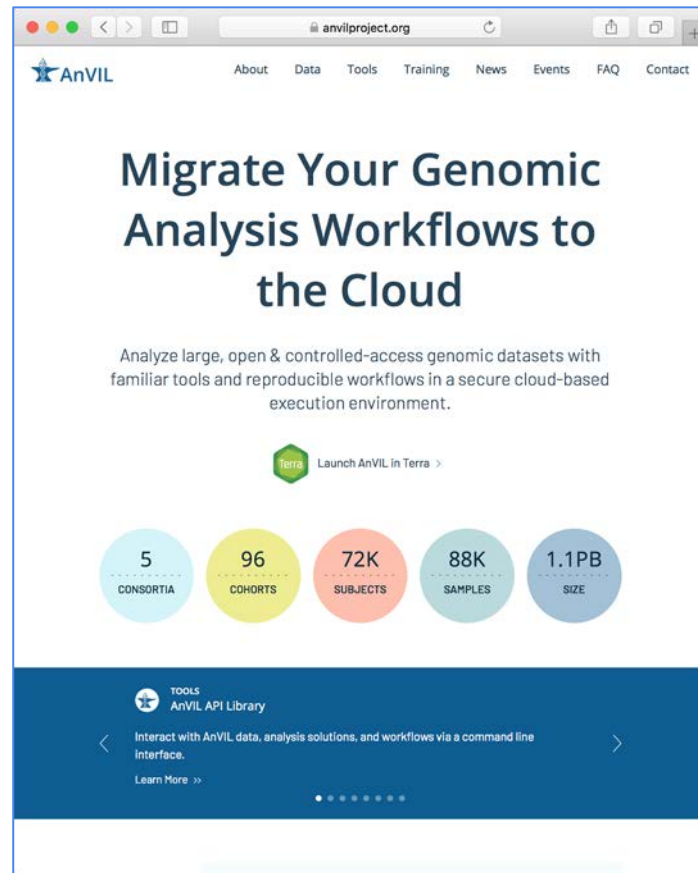 anvilproject.org
AnVIL
About Data Tools Training News Events FAQ Contact
Migrate Your Genomic
Analysis Workflows to
the Cloud
Analyze large, open & controlled-access genomic datasets with
familiar tools and reproducible workflows in a secure cloud-based
execution environment.
Terra Launch AnVIL in Terra >
5 96 72K 88K 1.1PB
CONSORTIA COHORTS SUBJECTS SAMPLES SIZE
TOOLS
AnVIL API Library
Interact with AnVIL data, analysis solutions, and workflows via a command line
interface.
Learn More >>